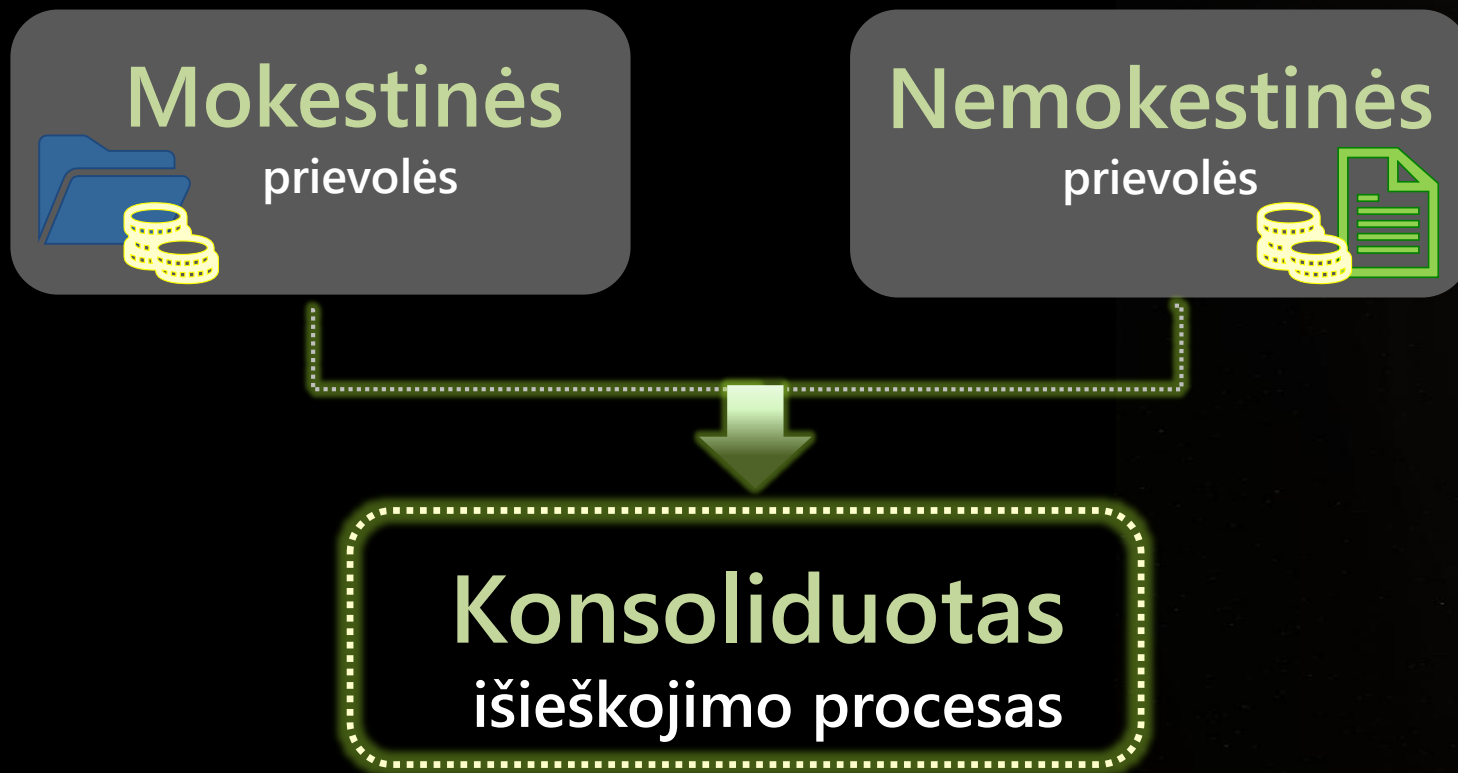 Mokestinės
prievolės
Nemokestinės
prievolės
Konsoliduotas
išieškojimo procesas